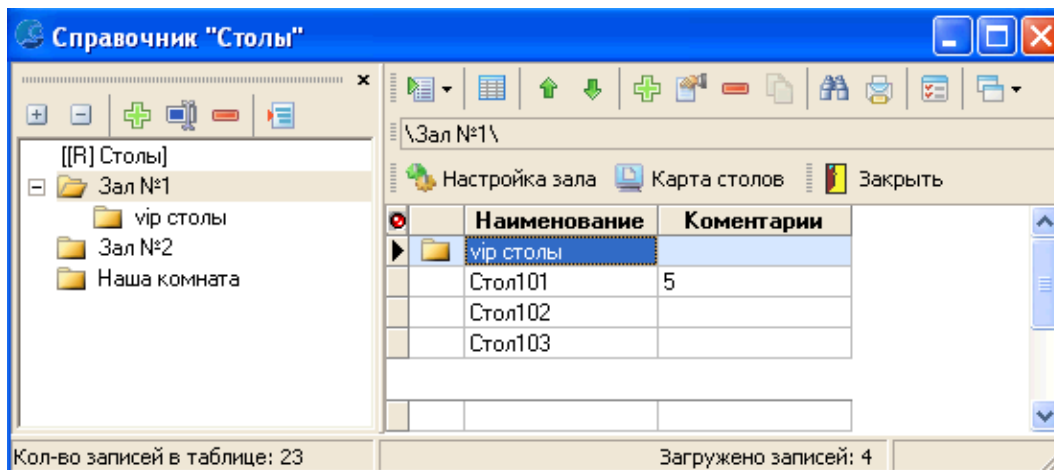 Справочник "Столы"
[[R] Столы]
Зал №1
vip столы
Зал №2
Наша комната
\Зал №1\
Настройка зала Карта столов Закрыть
Наименование Коментарии
vip столы
Стол101 5
Стол102
Стол103
Кол-во записей в таблице: 23 Загружено записей: 4